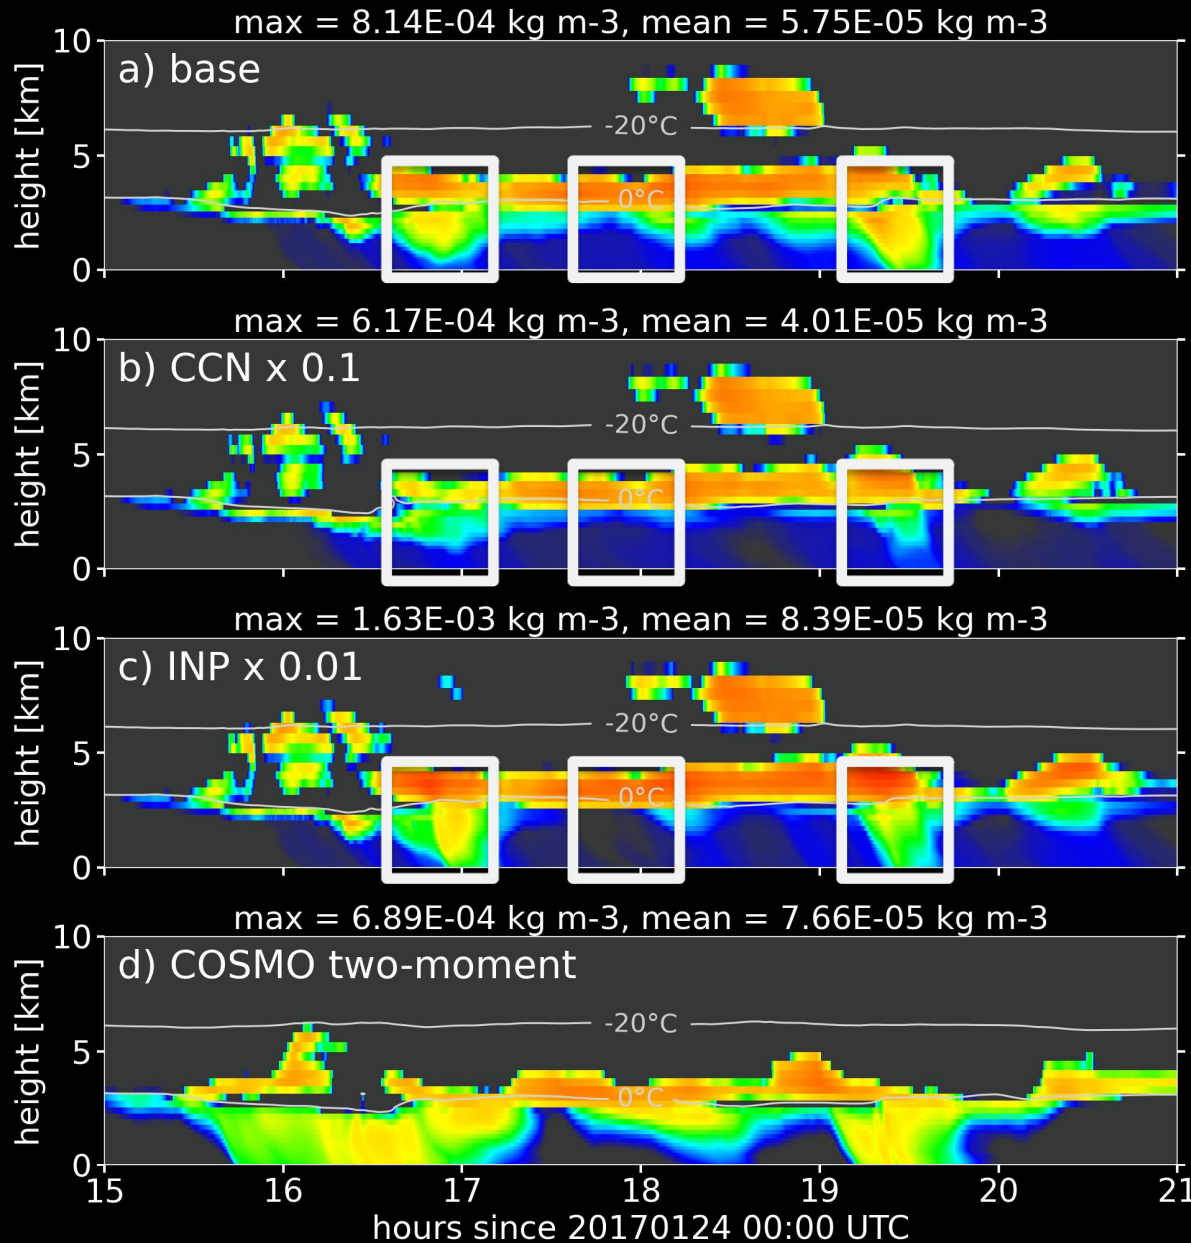 max = 8.14E-04 kg m-3, mean = 5.75E-05 kg m-3
10
a) base
height [km]
-20°C
5
0°C
0
max = 6.17E-04 kg m-3, mean = 4.01E-05 kg m-3
10
b) CCN x 0.1
height [km]
-20°C
5
0°C
0
max = 1.63E-03 kg m-3, mean = 8.39E-05 kg m-3
10
c) INP x 0.01
height [km]
-20°C
5
0°C
0
max = 6.89E-04 kg m-3, mean = 7.66E-05 kg m-3
10
d) COSMO two-moment
height [km]
-20°C
5
0°C
0
15 16 17 18 19 20 21
hours since 20170124 00:00 UTC